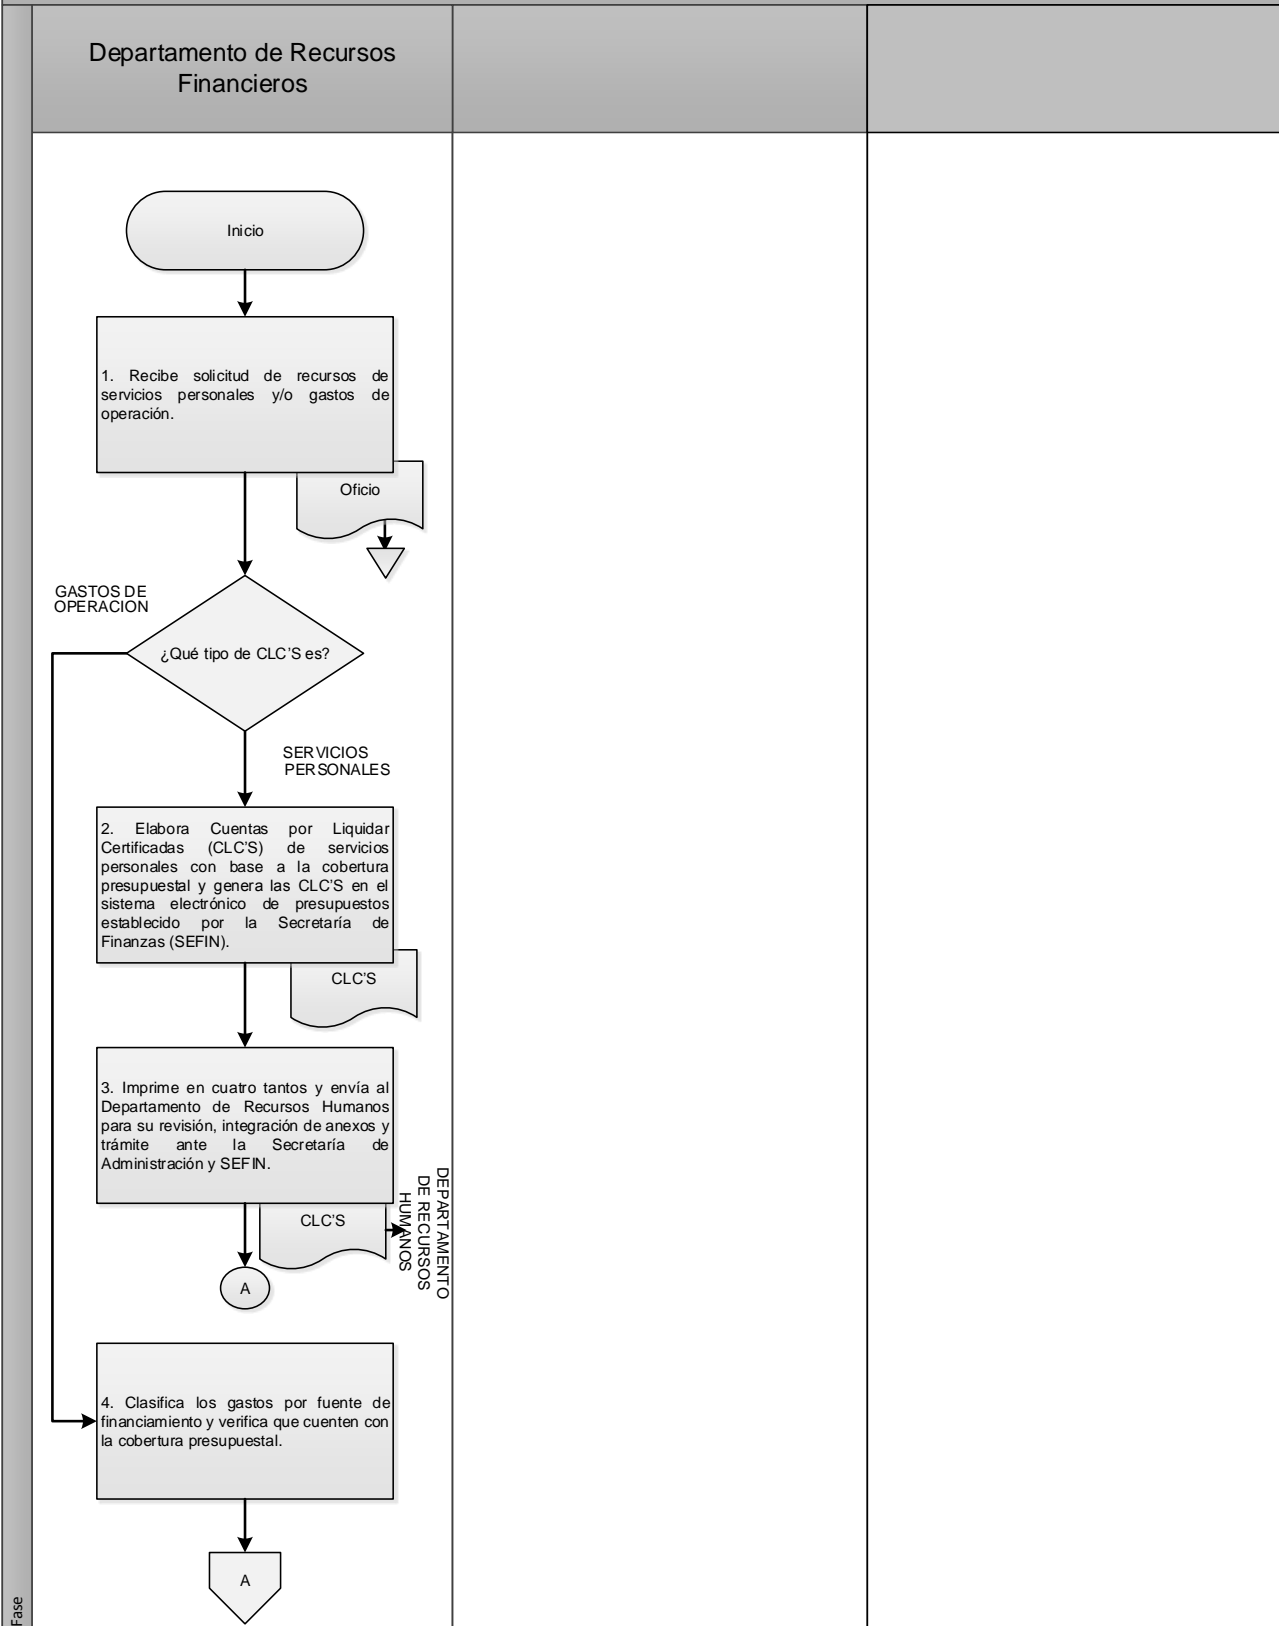 Departamento de Recursos
Financieros
Inicio
1. Recibe solicitud de recursos de
servicios personales y/o gastos de
operación.
Oficio
GASTOS DE
OPERACION
¿Qué tipo de CLC'S es?
SERVICIOS
PERSONALES
2. Elabora Cuentas por Liquidar
Certificadas (CLC'S) de servicios
personales con base a la cobertura
presupuestal y genera las CLC'S en el
sistema electrónico de presupuestos
establecido por la Secretaría de
Finanzas (SEFIN).
CLC'S
3. Imprime en cuatro tantos y envía al
Departamento de Recursos Humanos
para su revisión, integración de anexos y
trámite ante la Secretaría de
Administración y SEFIN.
CLC'S
DEPARTAMENTO
DE RECURSOS
HUMANOS
A
4. Clasifica los gastos por fuente de
financiamiento y verifica que cuenten con
la cobertura presupuestal.
A
Fase